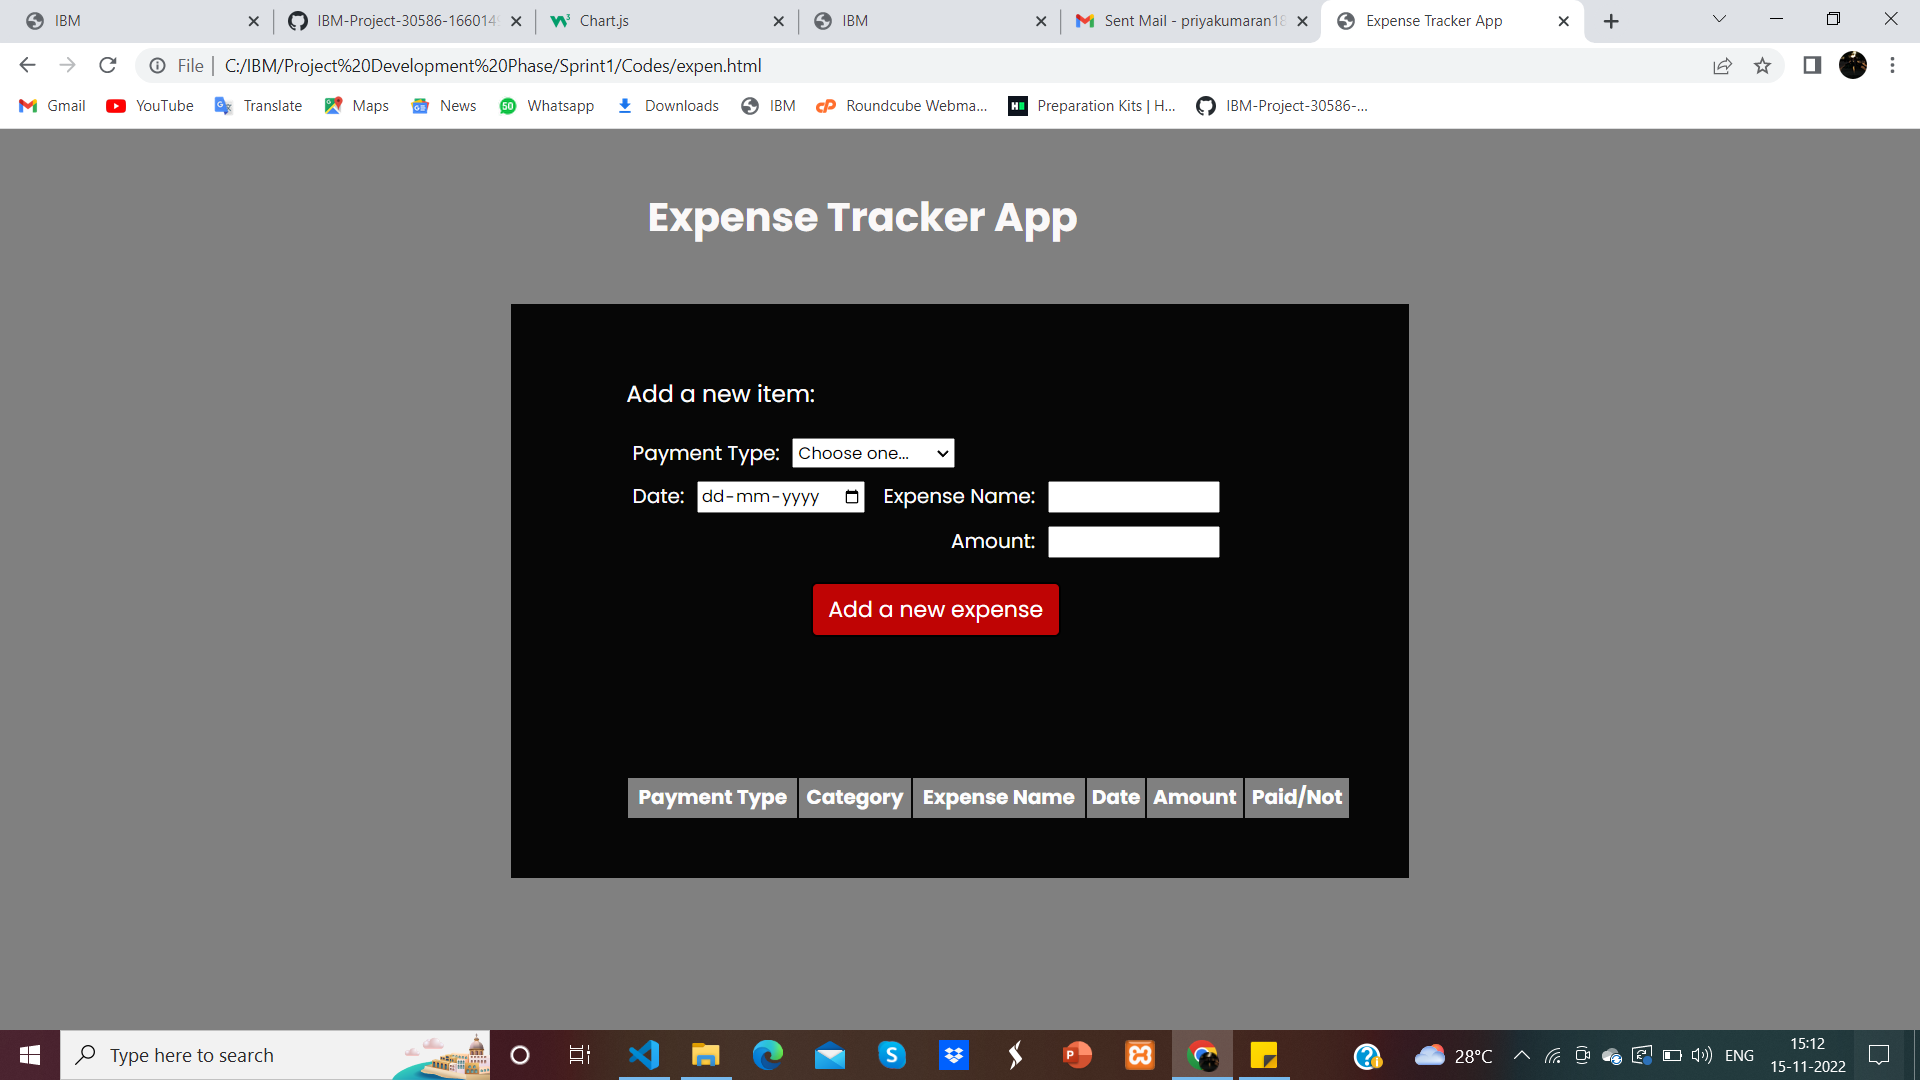 IBM IBM-Project-30586-166014 Chart.js IBM Sent Mail - priyakumaran18 Expense Tracker App
File C:/IBM/Project%20Development%20Phase/Sprint1/Codes/expen.html
Gmail YouTube Translate Maps News Whatsapp Downloads IBM Roundcube Webma... Preparation Kits | H... IBM-Project-30586-...
Expense Tracker App
Add a new item:
Payment Type: Choose one...
Date: dd-mm-yyyy Expense Name:
Amount:
Add a new expense
Payment Type Category Expense Name Date Amount Paid/Not
Type here to search 28°C ENG 15:12
15-11-2022